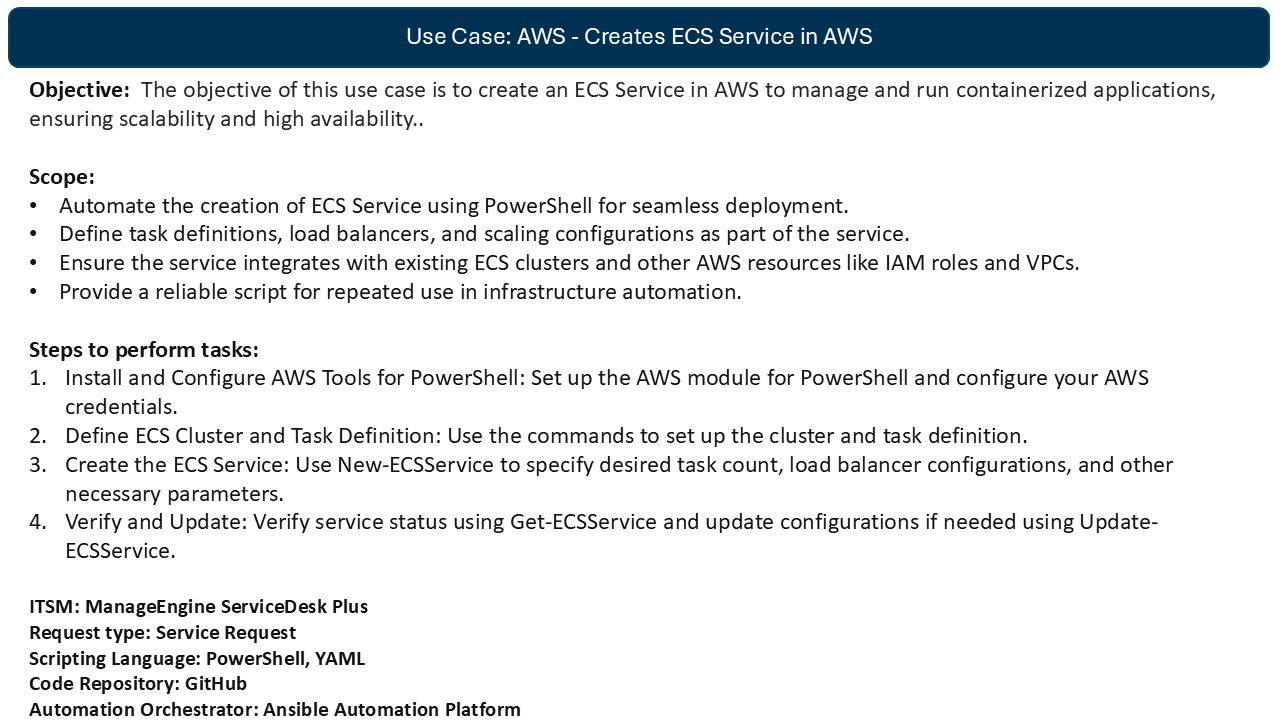 Use Case: AWS - Creates ECS Service in AWS
Objective:  The objective of this use case is to create an ECS Service in AWS to manage and run containerized applications,
ensuring scalability and high availability..
Scope:
• Automate the creation of ECS Service using PowerShell for seamless deployment.
• Define task definitions, load balancers, and scaling configurations as part of the service.
• Ensure the service integrates with existing ECS clusters and other AWS resources like IAM roles and VPCs.
• Provide a reliable script for repeated use in infrastructure automation.
Steps to perform tasks:
1. Install and Configure AWS Tools for PowerShell: Set up the AWS module for PowerShell and configure your AWS
credentials.
2. Define ECS Cluster and Task Definition: Use the commands to set up the cluster and task definition.
3. Create the ECS Service: Use New-ECSService to specify desired task count, load balancer configurations, and other
necessary parameters.
4. Verify and Update: Verify service status using Get-ECSService and update configurations if needed using Update-
ECSService.
ITSM: ManageEngine ServiceDesk Plus
Request type: Service Request
Scripting Language: PowerShell, YAML
Code Repository: GitHub
Automation Orchestrator: Ansible Automation Platform